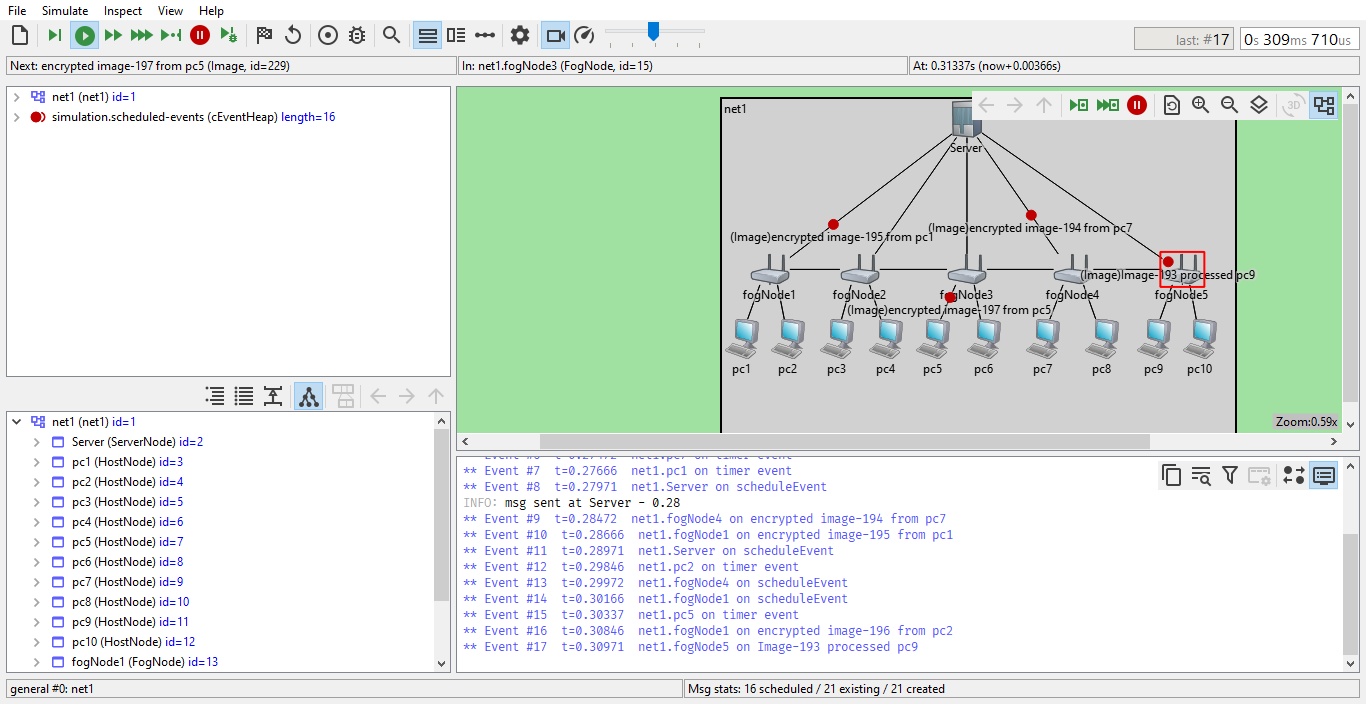 File Simulate Inspect View Help
last: #17 0s 309ms 710us
Next: encrypted image-197 from pc5 (Image, id=229) In: net1.fogNode3 (FogNode, id=15) At: 0.31337s (now+0.00366s)
net1 (net1) id=1
simulation.scheduled-events (cEventHeap) length=16
net1
3D
Server
(Image)encrypted image-194 from pc7
(Image)encrypted image-195 from pc1
(Image)Image-193 processed pc9
fogNode1 fogNode2 fogNode3 fogNode4 fogNode5
(Image)encrypted image-197 from pc5
pc1 pc2 pc3 pc4 pc5 pc6 pc7 pc8 pc9 pc10
Zoom:0.59x
net1 (net1) id=1
Server (ServerNode) id=2
pc1 (HostNode) id=3
pc2 (HostNode) id=4
pc3 (HostNode) id=5
pc4 (HostNode) id=6
pc5 (HostNode) id=7
pc6 (HostNode) id=8
pc7 (HostNode) id=9
pc8 (HostNode) id=10
pc9 (HostNode) id=11
pc10 (HostNode) id=12
fogNode1 (FogNode) id=13
** Event #7 t=0.27666 net1.pc1 on timer event
** Event #8 t=0.27971 net1.Server on scheduleEvent
INFO: msg sent at Server - 0.28
** Event #9 t=0.28472 net1.fogNode4 on encrypted image-194 from pc7
** Event #10 t=0.28666 net1.fogNode1 on encrypted image-195 from pc1
** Event #11 t=0.28971 net1.Server on scheduleEvent
** Event #12 t=0.29846 net1.pc2 on timer event
** Event #13 t=0.29972 net1.fogNode4 on scheduleEvent
** Event #14 t=0.30166 net1.fogNode1 on scheduleEvent
** Event #15 t=0.30337 net1.pc5 on timer event
** Event #16 t=0.30846 net1.fogNode1 on encrypted image-196 from pc2
** Event #17 t=0.30971 net1.fogNode5 on Image-193 processed pc9
general #0: net1 Msg stats: 16 scheduled / 21 existing / 21 created